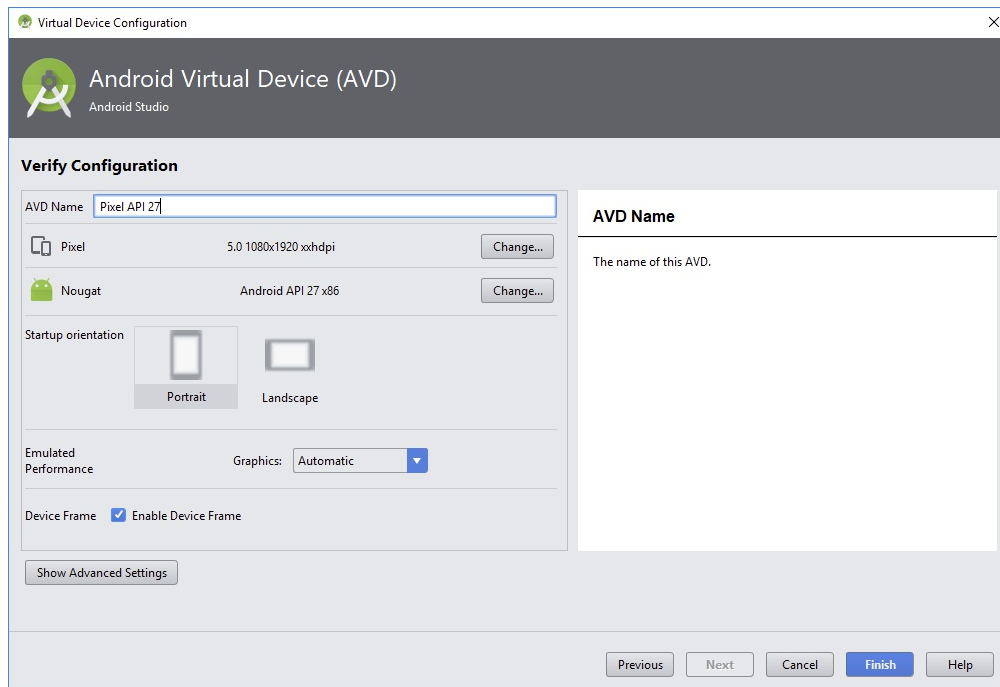 Virtual Device Configuration
Android Virtual Device (AVD)
Android Studio
Verify Configuration
AVD Name Pixel API 27
Pixel 5.0 1080x1920 xxhdpi Change...
Nougat Android API 27 x86 Change...
Startup orientation
Portrait
Landscape
Emulated
Performance
Graphics: Automatic
Device Frame Enable Device Frame
Show Advanced Settings
AVD Name
The name of this AVD.
Previous Next Cancel Finish Help